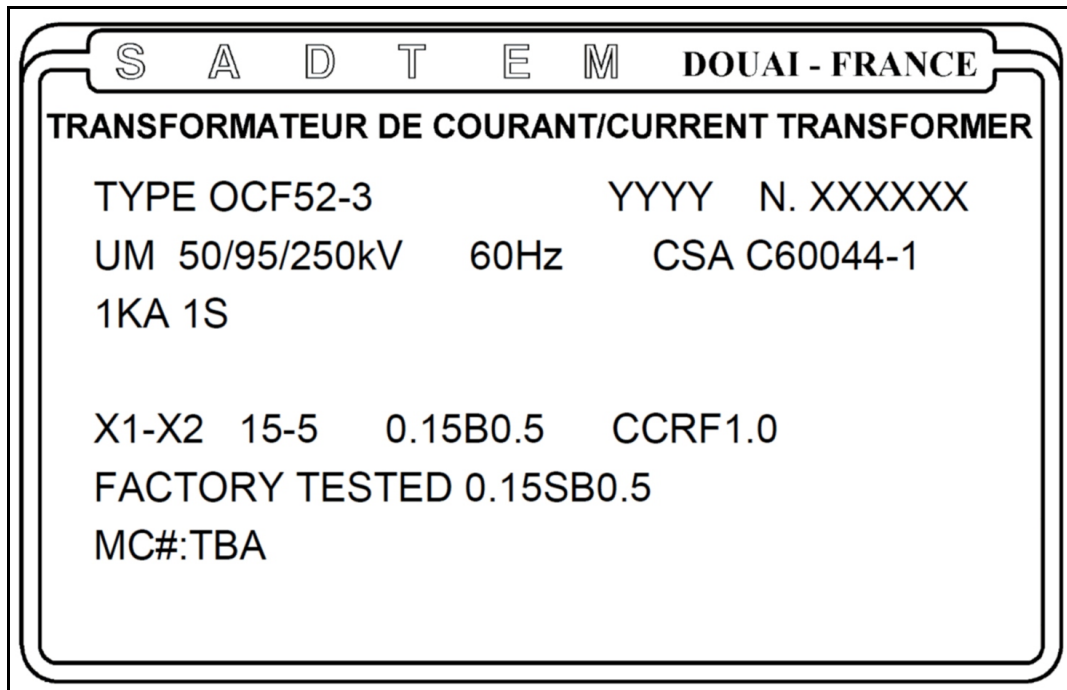 S A D T E M DOUAI - FRANCE
TRANSFORMATEUR DE COURANT/CURRENT TRANSFORMER
TYPE OCF52-3 YYYY N. XXXXXX
UM 50/95/250kV 60Hz CSA C60044-1
1KA 1S
X1-X2 15-5 0.15B0.5 CCRF1.0
FACTORY TESTED 0.15SB0.5
MC#:TBA